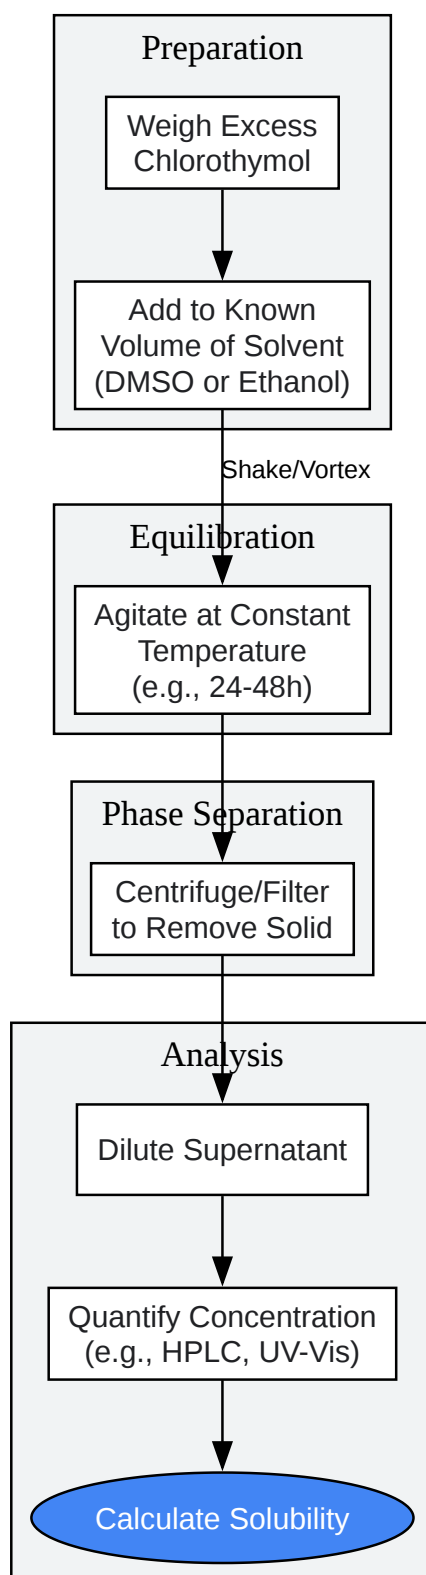 Preparation
Weigh Excess
Chlorothymol
Add to Known
Volume of Solvent
(DMSO or Ethanol)
Shake/Vortex
Equilibration
Agitate at Constant
Temperature
(e.g., 24-48h)
Phase Separation
Centrifuge/Filter
to Remove Solid
Analysis
Dilute Supernatant
Quantify Concentration
(e.g., HPLC, UV-Vis)
Calculate Solubility